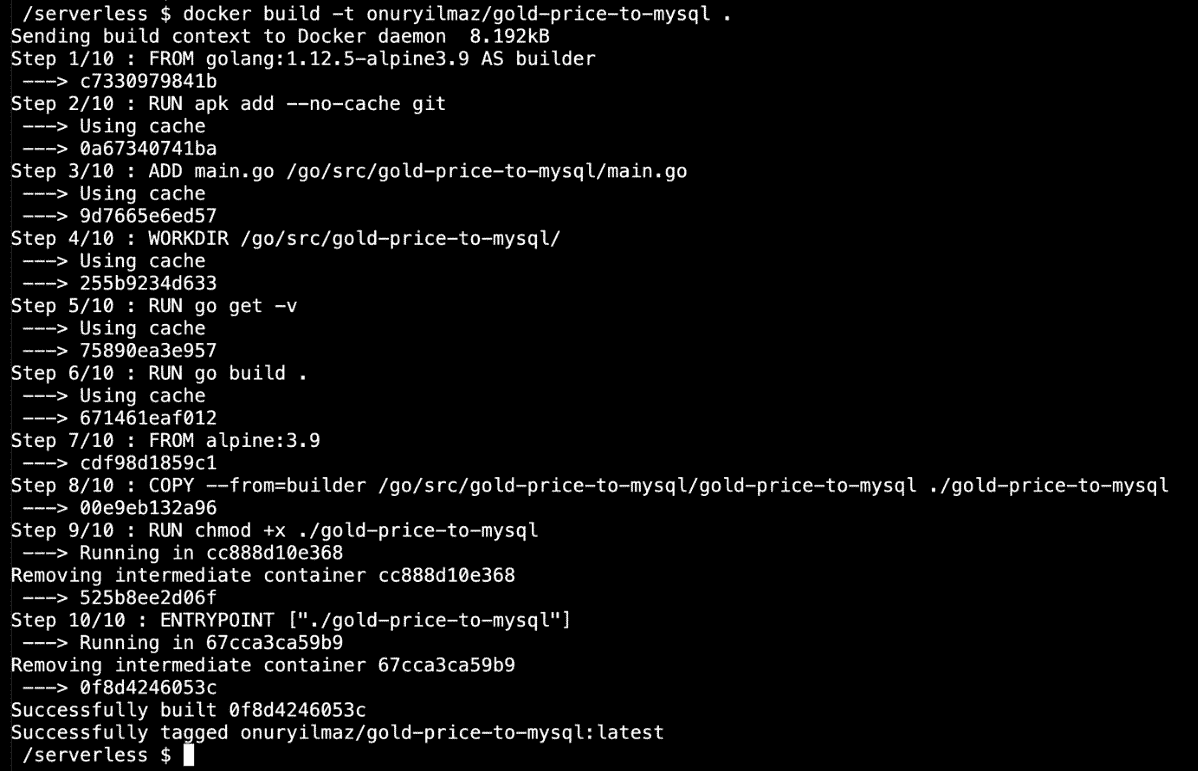 /serverless $ docker build -t onuryilmaz/gold-price-to-mysql .
Sending build context to Docker daemon  8.192kB
Step 1/10 : FROM golang:1.12.5-alpine3.9 AS builder
 ---> c7330979841b
Step 2/10 : RUN apk add --no-cache git
 ---> Using cache
 ---> 0a67340741ba
Step 3/10 : ADD main.go /go/src/gold-price-to-mysql/main.go
 ---> Using cache
 ---> 9d7665e6ed57
Step 4/10 : WORKDIR /go/src/gold-price-to-mysql/
 ---> Using cache
 ---> 255b9234d633
Step 5/10 : RUN go get -v
 ---> Using cache
 ---> 75890ea3e957
Step 6/10 : RUN go build .
 ---> Using cache
 ---> 671461eaf012
Step 7/10 : FROM alpine:3.9
 ---> cdf98d1859c1
Step 8/10 : COPY --from=builder /go/src/gold-price-to-mysql/gold-price-to-mysql ./gold-price-to-mysql
 ---> 00e9eb132a96
Step 9/10 : RUN chmod +x ./gold-price-to-mysql
 ---> Running in cc888d10e368
Removing intermediate container cc888d10e368
 ---> 525b8ee2d06f
Step 10/10 : ENTRYPOINT ["./gold-price-to-mysql"]
 ---> Running in 67cca3ca59b9
Removing intermediate container 67cca3ca59b9
 ---> 0f8d4246053c
Successfully built 0f8d4246053c
Successfully tagged onuryilmaz/gold-price-to-mysql:latest
/serverless $